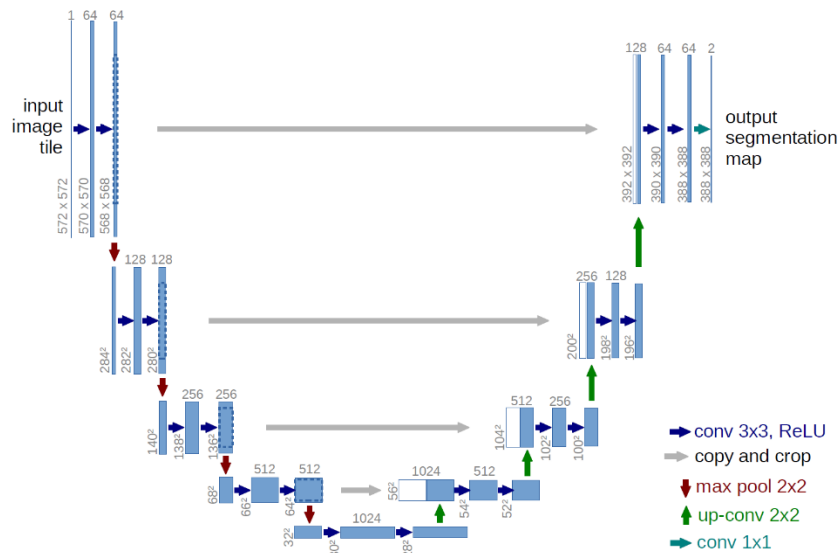 1 64 64
128 64 64 2
input
image
tile
output
segmentation
map
572 x 572
570 x 570
568 x 568
392 x 392
390 x 390
388 x 388
388 x 388
128 128
256 128
284²
282²
280²
200²
198²
196²
256 256
512 256
140²
138²
136²
104²
102²
100²
512 512
1024 512
68²
66²
64²
56²
54²
52²
1024
32²
conv 3x3, ReLU
copy and crop
max pool 2x2
up-conv 2x2
conv 1x1